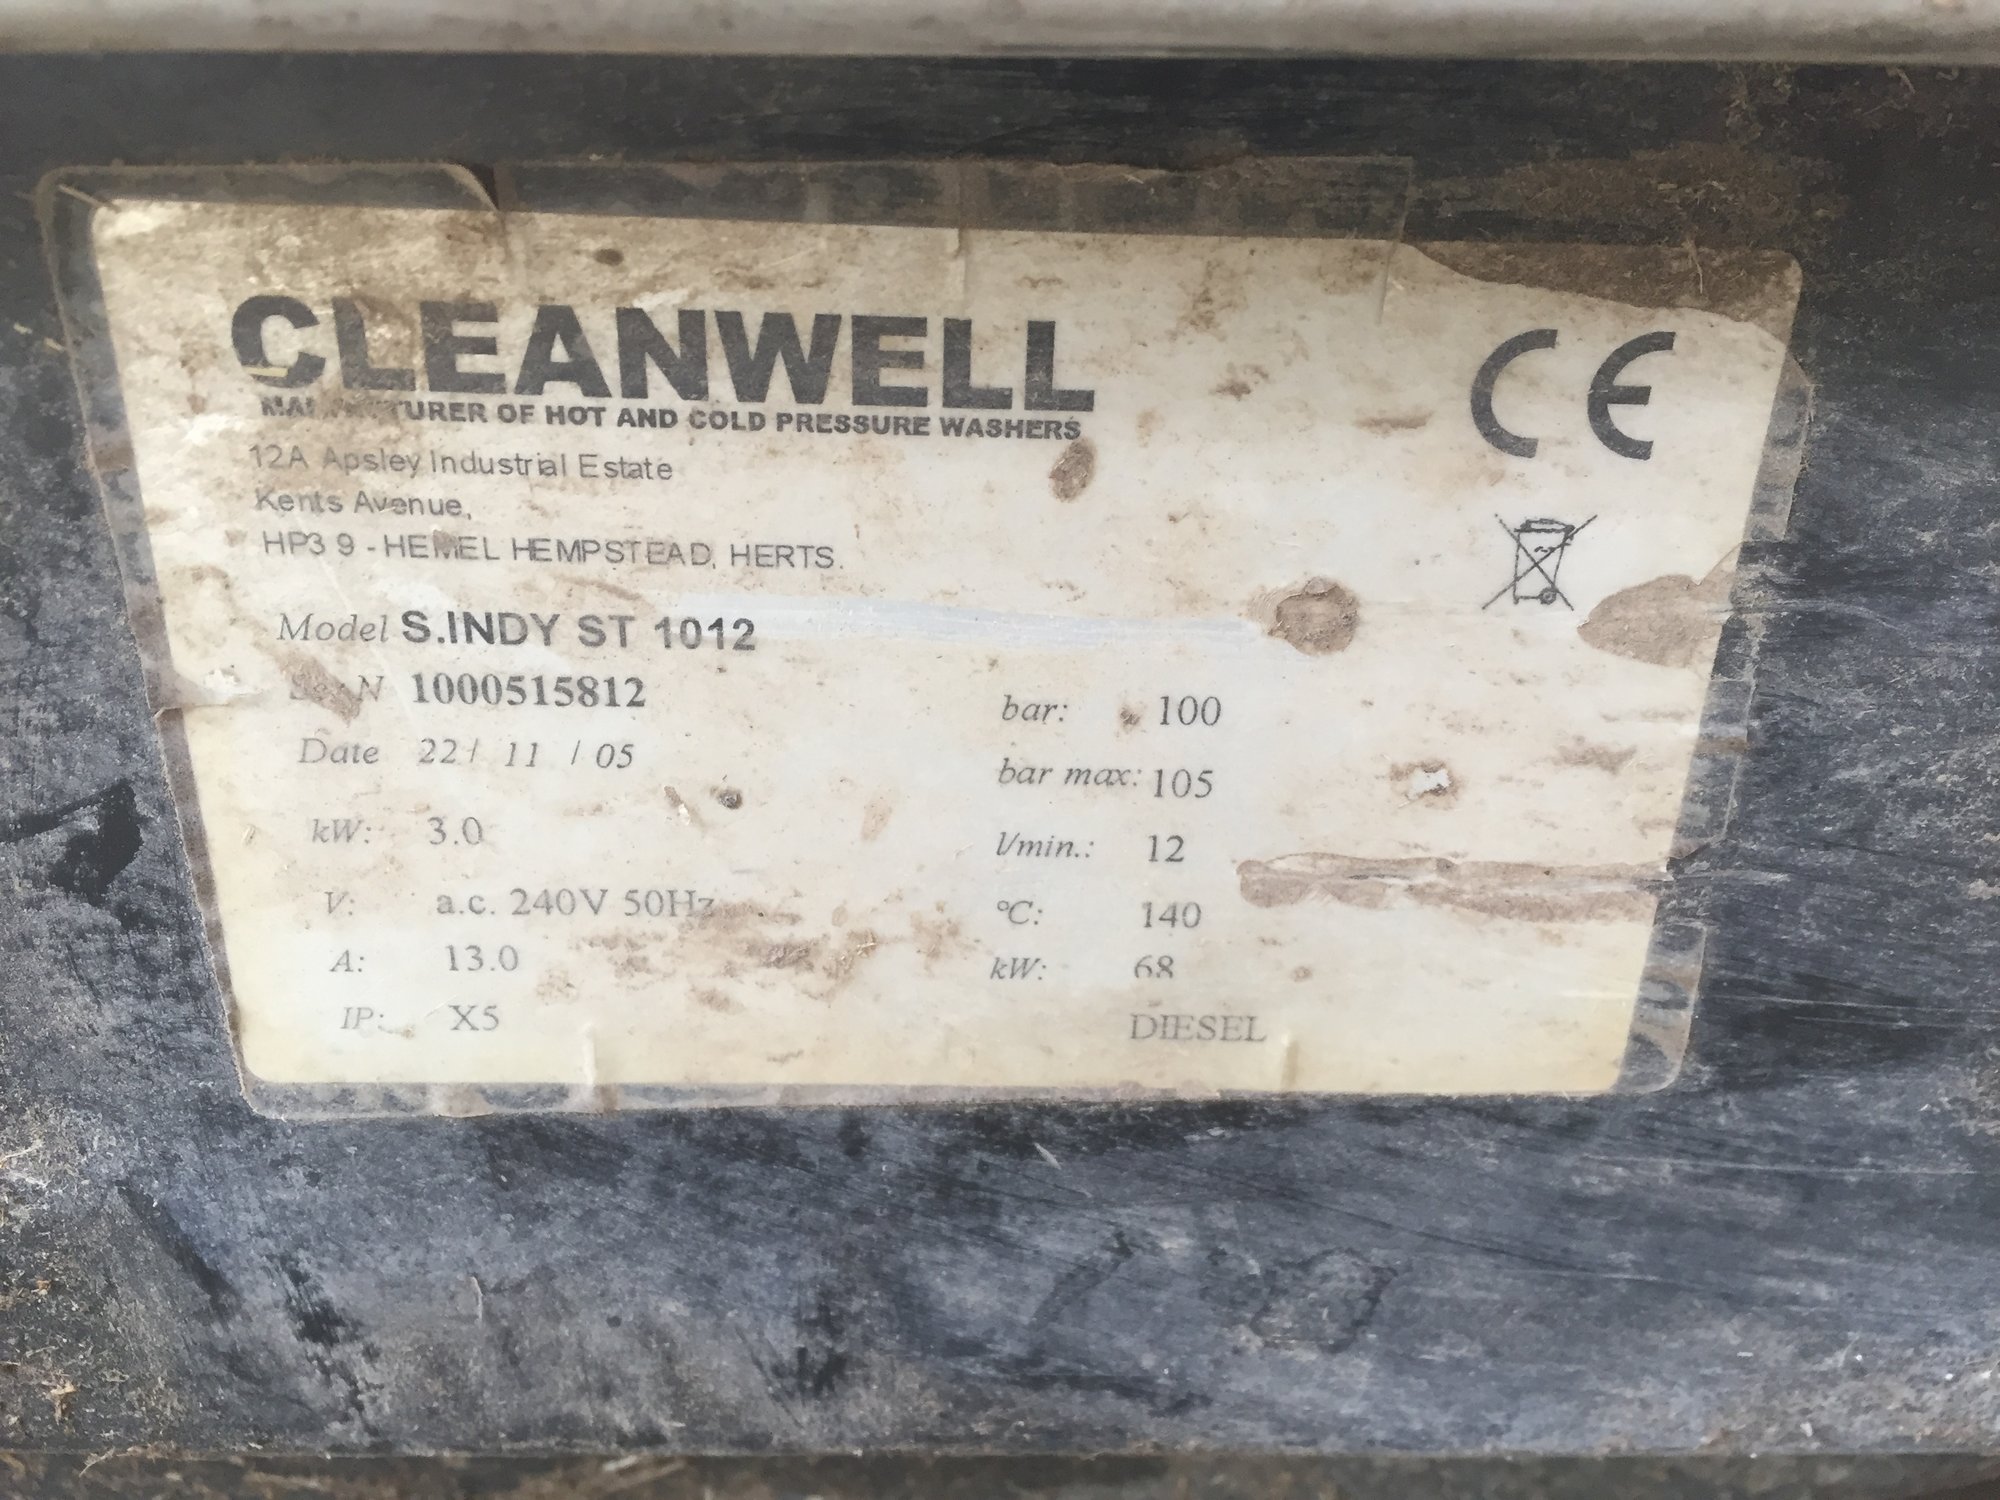 CLEANWELL
MANUFACTURER OF HOT AND COLD PRESSURE WASHERS
12A Apsley Industrial Estate
Kents Avenue,
HP3 9 - HEMEL HEMPSTEAD, HERTS.
CE
Model S.INDY ST 1012
Ser N 1000515812
Date 22 / 11 / 05
kW: 3.0
V: a.c. 240V 50Hz
A: 13.0
IP: X5
bar: 100
bar max: 105
l/min.: 12
°C: 140
kW: 68
DIESEL